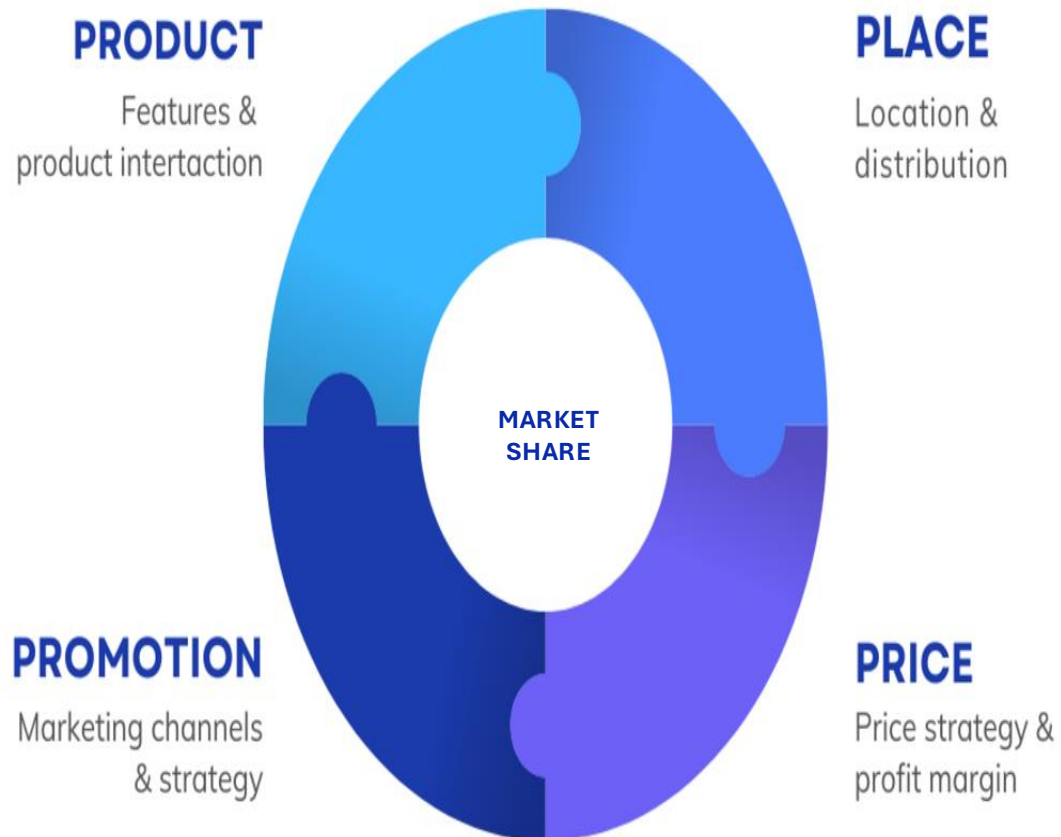 PRODUCT
Features &
product intertaction
PLACE
Location &
distribution
MARKET
SHARE
PROMOTION
Marketing channels
& strategy
PRICE
Price strategy &
profit margin